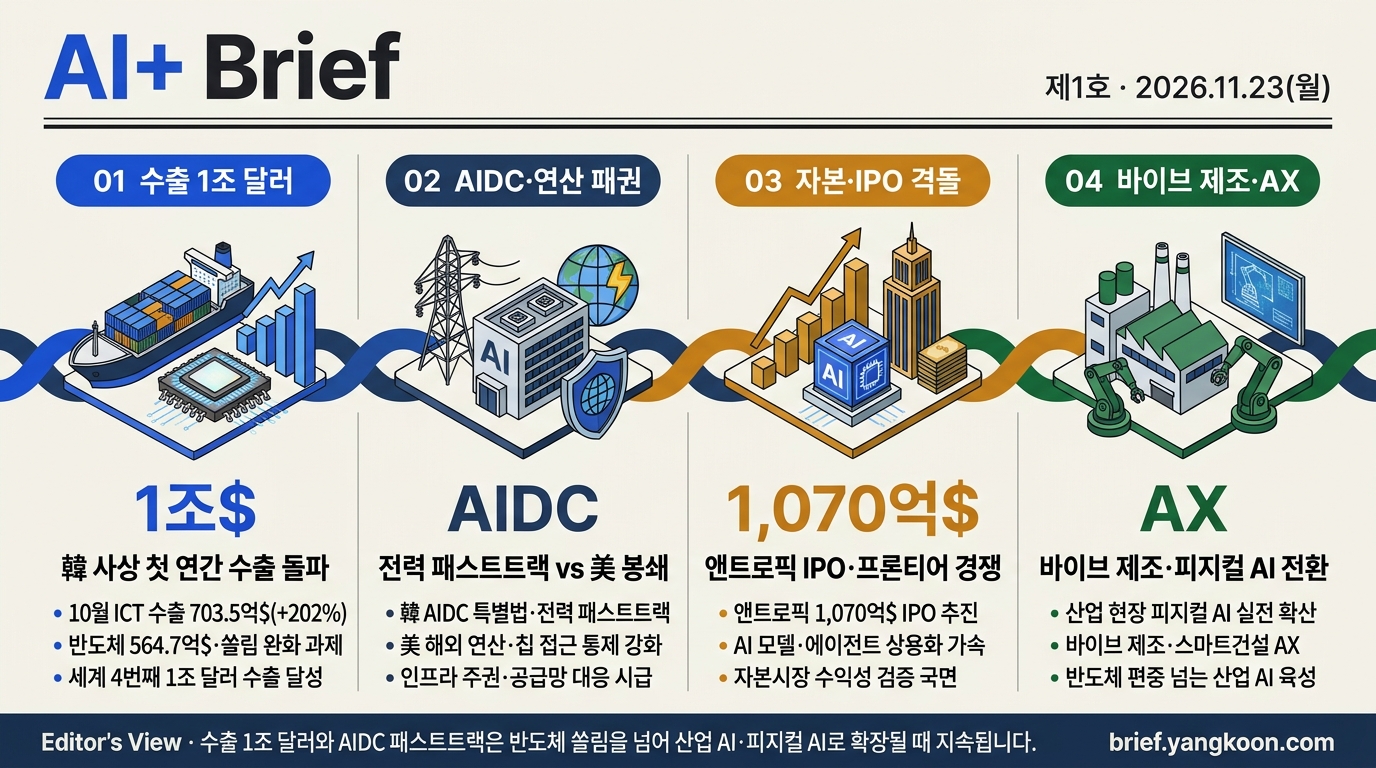 AI+ Brief
제1호 · 2026.11.23(월)
01 수출 1조 달러
02 AIDC·연산 패권
03 자본·IPO 격돌
04 바이브 제조·AX
AI
AI
AI
1조$
韓 사상 첫 연간 수출 돌파
• 10월 ICT 수출 703.5억$(+202%)
• 반도체 564.7억$·쏠림 완화 과제
• 세계 4번째 1조 달러 수출 달성
AIDC
전력 패스트트랙 vs 美 봉쇄
• 韓 AIDC 특별법·전력 패스트트랙
• 美 해외 연산·칩 접근 통제 강화
• 인프라 주권·공급망 대응 시급
1,070억$
앤트로픽 IPO·프론티어 경쟁
• 앤트로픽 1,070억$ IPO 추진
• AI 모델·에이전트 상용화 가속
• 자본시장 수익성 검증 국면
AX
바이브 제조·피지컬 AI 전환
• 산업 현장 피지컬 AI 실전 확산
• 바이브 제조·스마트건설 AX
• 반도체 편중 넘는 산업 AI 육성
Editor's View · 수출 1조 달러와 AIDC 패스트트랙은 반도체 쏠림을 넘어 산업 AI·피지컬 AI로 확장될 때 지속됩니다.
brief.yangkoon.com